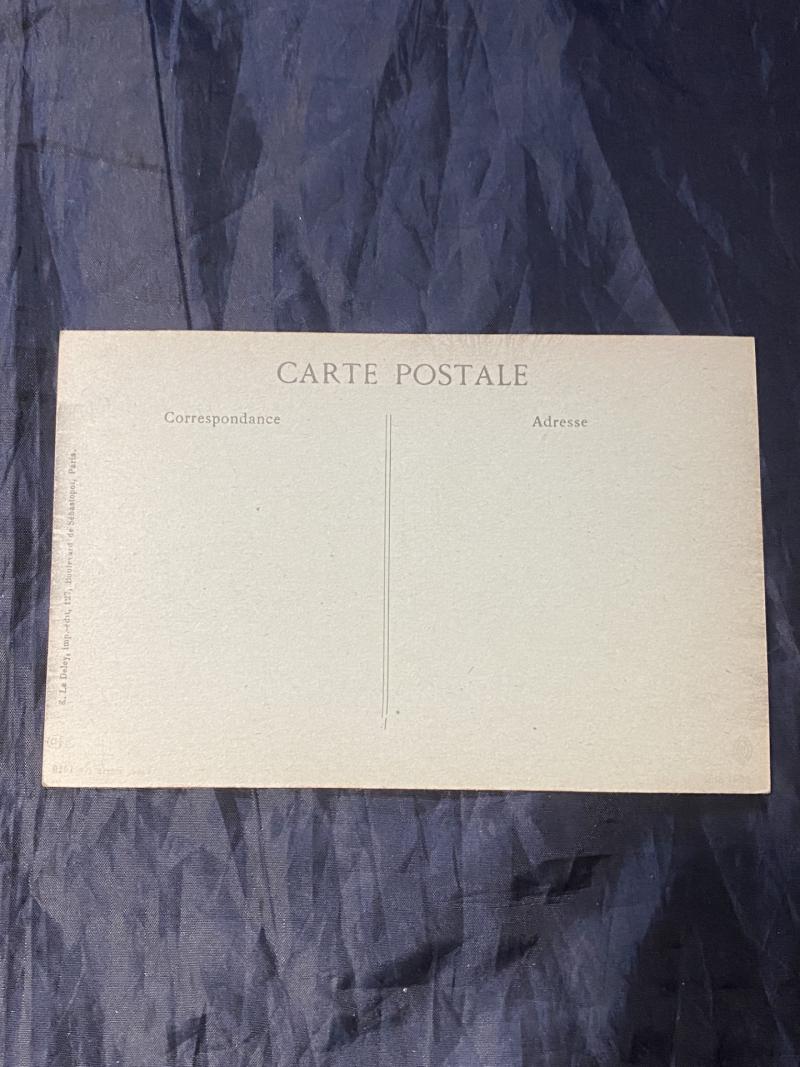 CARTE POSTALE
Correspondance
Adresse
E. Le Deley, Imp.-édit, 127, Boulevard de Sébastopol, Paris.